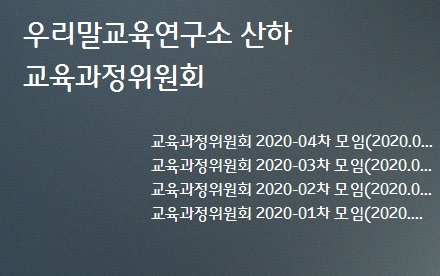 우리말교육연구소 산하
교육과정위원회
교육과정위원회 2020-04차 모임(2020.0...
교육과정위원회 2020-03차 모임(2020.0...
교육과정위원회 2020-02차 모임(2020.0...
교육과정위원회 2020-01차 모임(2020....